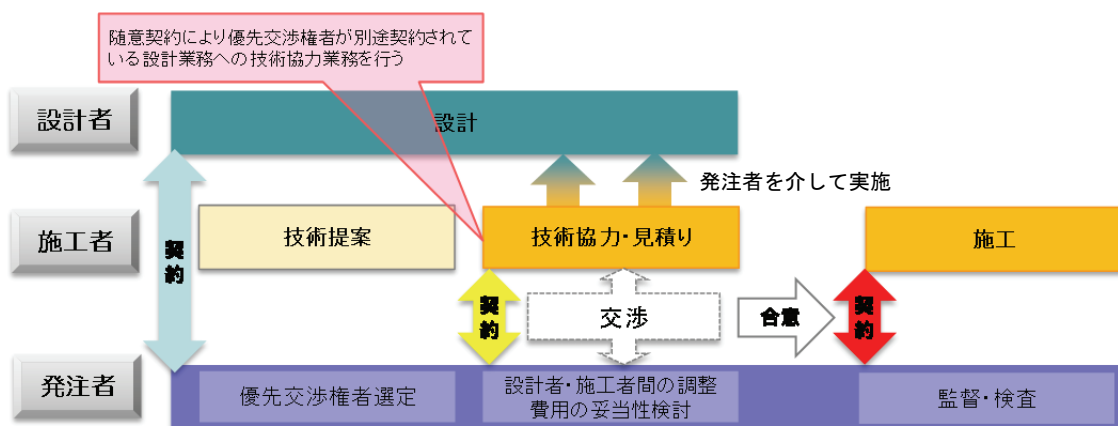 随意契約により優先交渉権者が別途契約されて
いる設計業務への技術協力業務を行う
設計者
設計
発注者を介して実施
施工者
契約
技術提案
技術協力・見積り
施工
契約
交渉
合意
契約
発注者
優先交渉権者選定
設計者・施工者間の調整
費用の妥当性検討
監督・検査